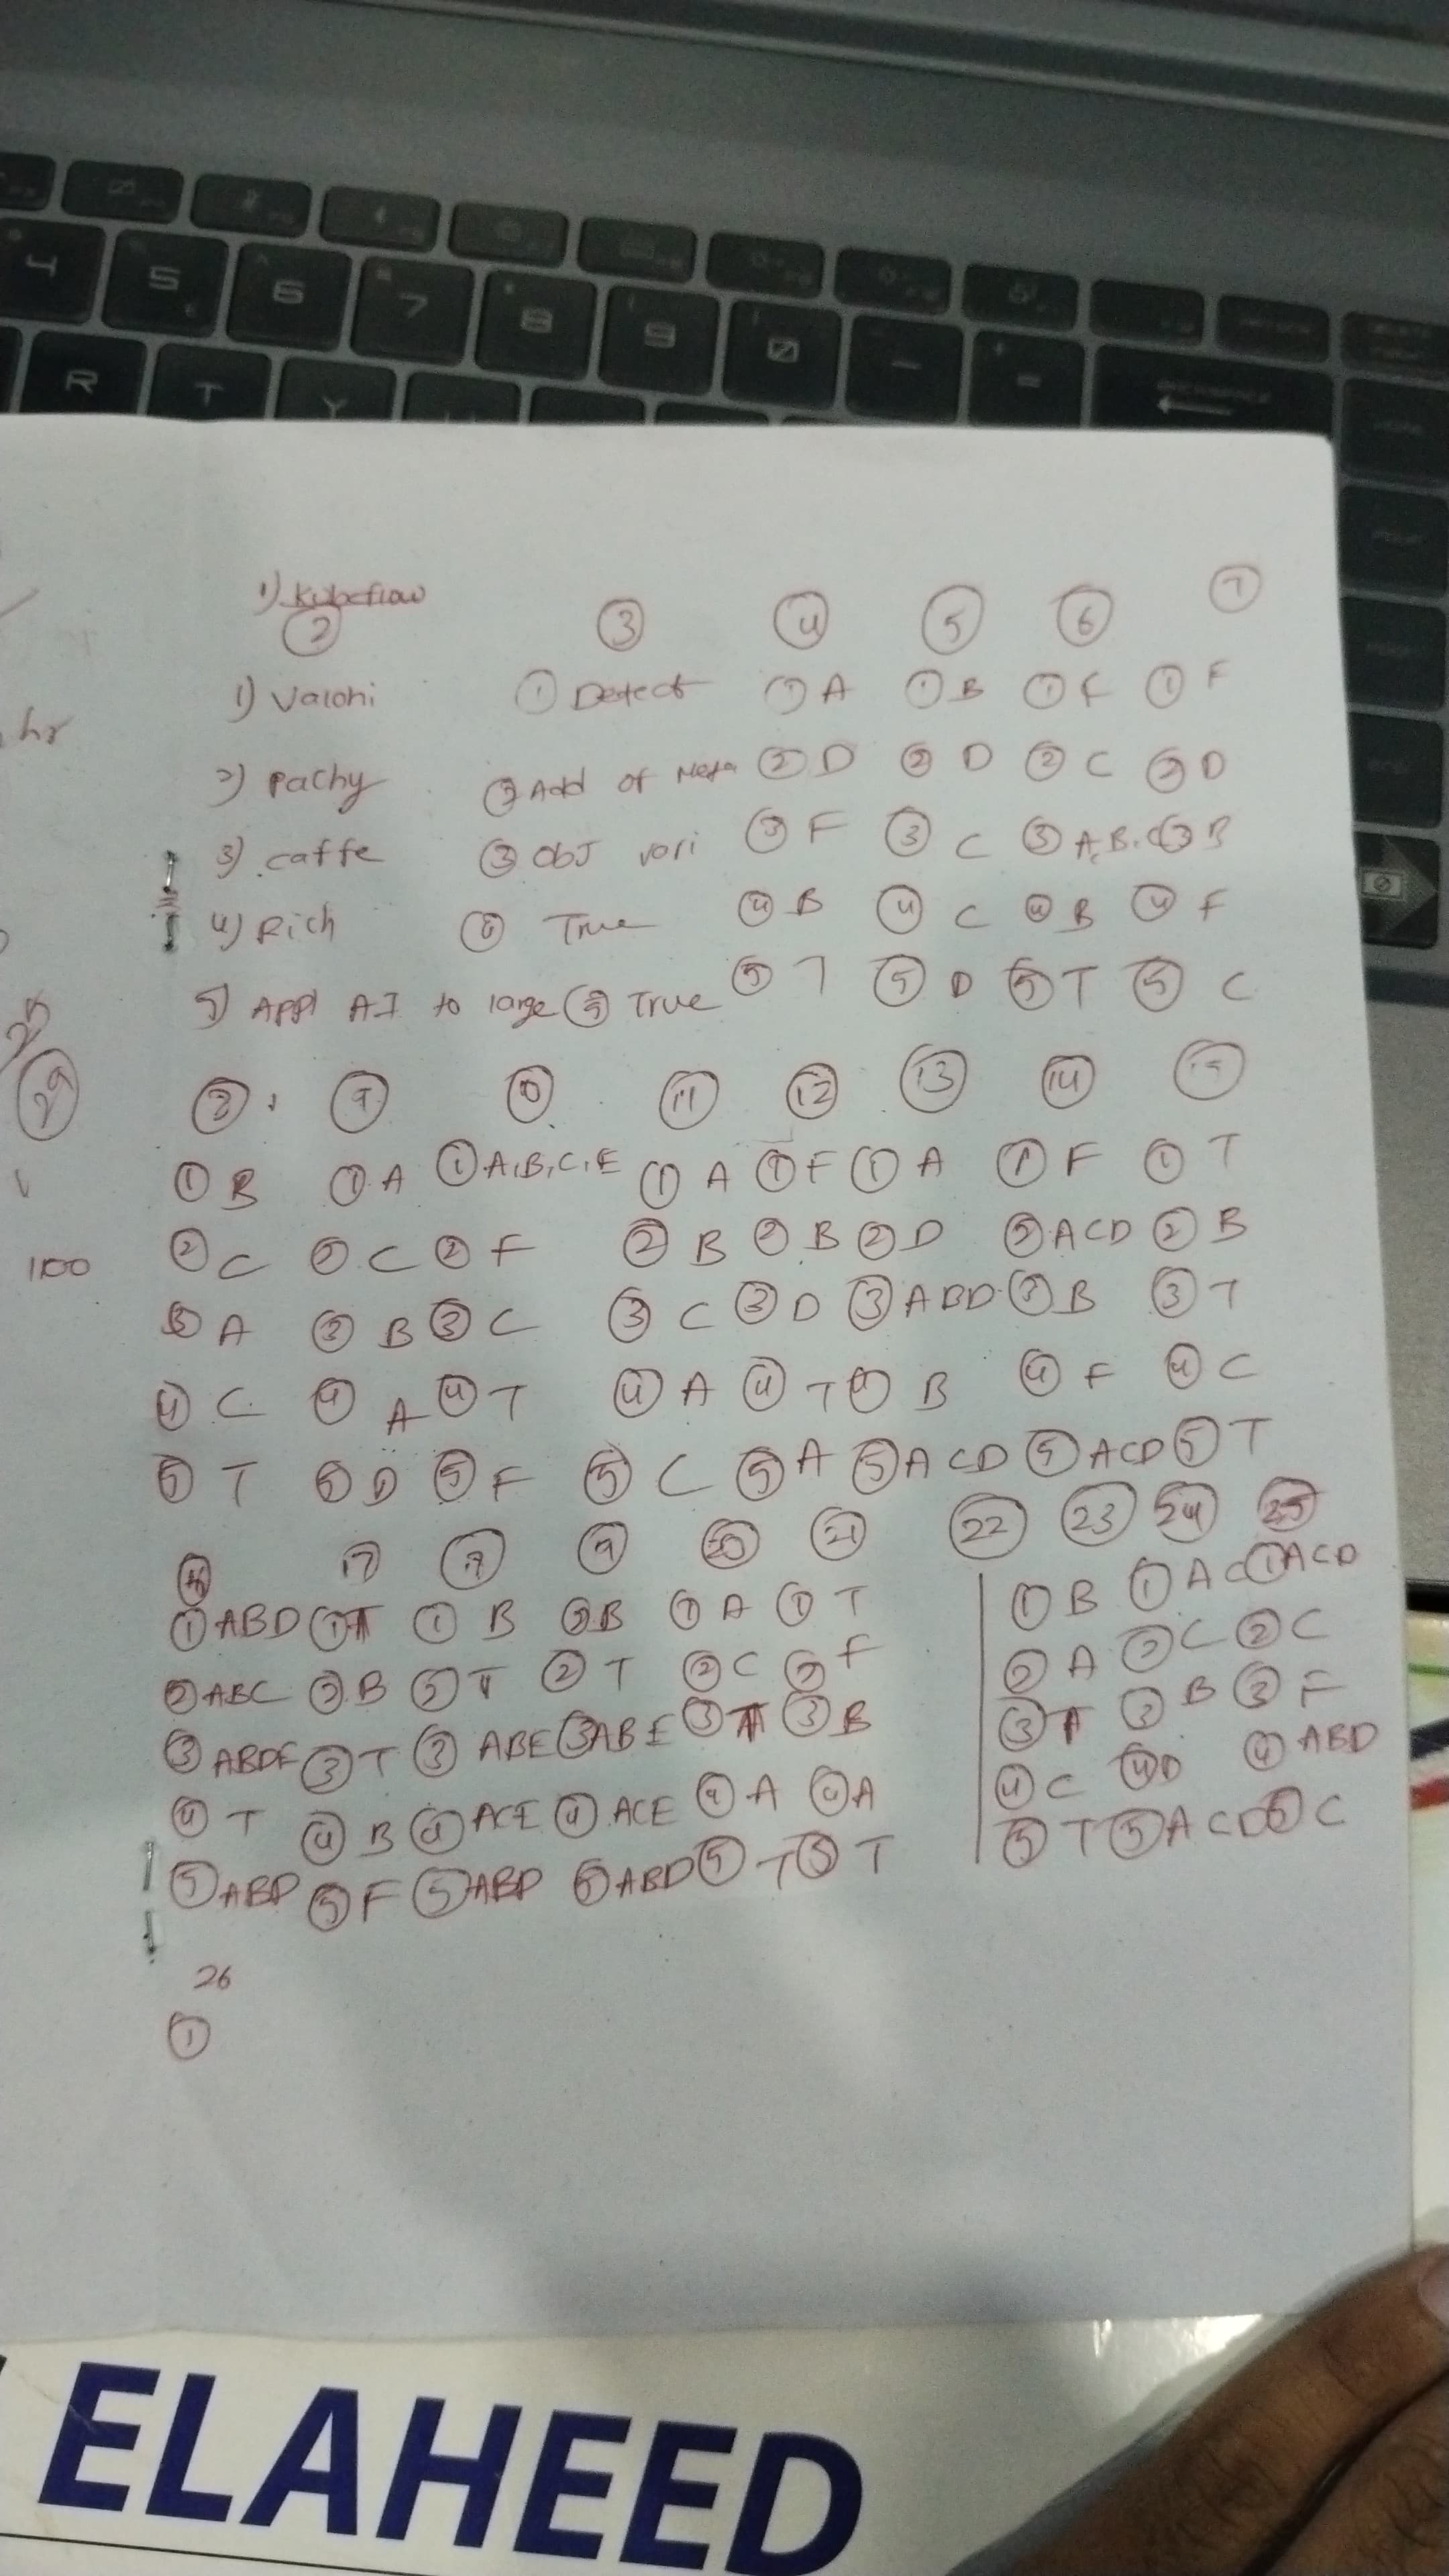 4 5 6 7 8 9 0 - =
R T Y
1) Kubeflow
② ③ ④ ⑤ ⑥ ⑦
1) Valohi ① Detect ① A ① B ① F ① F
2) Pachy ② Add of Meta ② D ② D ② C ② D
3) caffe ③ Obj vari ③ F ③ C ③ A,B,C ③ B
hr
4) Rich True ④ B ④ C ④ B ④ F
5) Appl AI to large ⑤ True ⑤ T ⑤ D ⑤ T ⑤ C
25
29
⑧ ⑨ ⑩ ⑪ ⑫ ⑬ ⑭ ⑮
① B ① A ① A,B,C,E ① A ① F ① A ① F ① T
100
② C ② C ② F ② B ② B ② D ② ACD ② B
③ A ③ B ③ C ③ C ③ D ③ ABD ③ B ③ T
④ C ④ A ④ T ④ A ④ T ④ B ④ F ④ C
⑤ T ⑤ D ⑤ F ⑤ C ⑤ A ⑤ ACD ⑤ ACD ⑤ T
⑯ 17 ⑨ ⑳ ㉑ ㉒ ㉓ ㉔ ㉕
① ABD ① T ① B B ① A ① T ① B ① AC ① ACD
② ABC ② B T ② T ② C ② F ② A ② C ② C
③ ABDE ③ T ③ ABE ③ ABE ③ ③ B ③ ③ B ③ F
④ T ④ B ④ ACE ④ ACE ④ A ④ A ④ C ④ D ④ ABD
⑤ ABD ⑤ F ⑤ ABD ⑤ ABD ⑤ T ⑤ T ⑤ T ⑤ ACD ⑤ C
26
①
ELAHEED